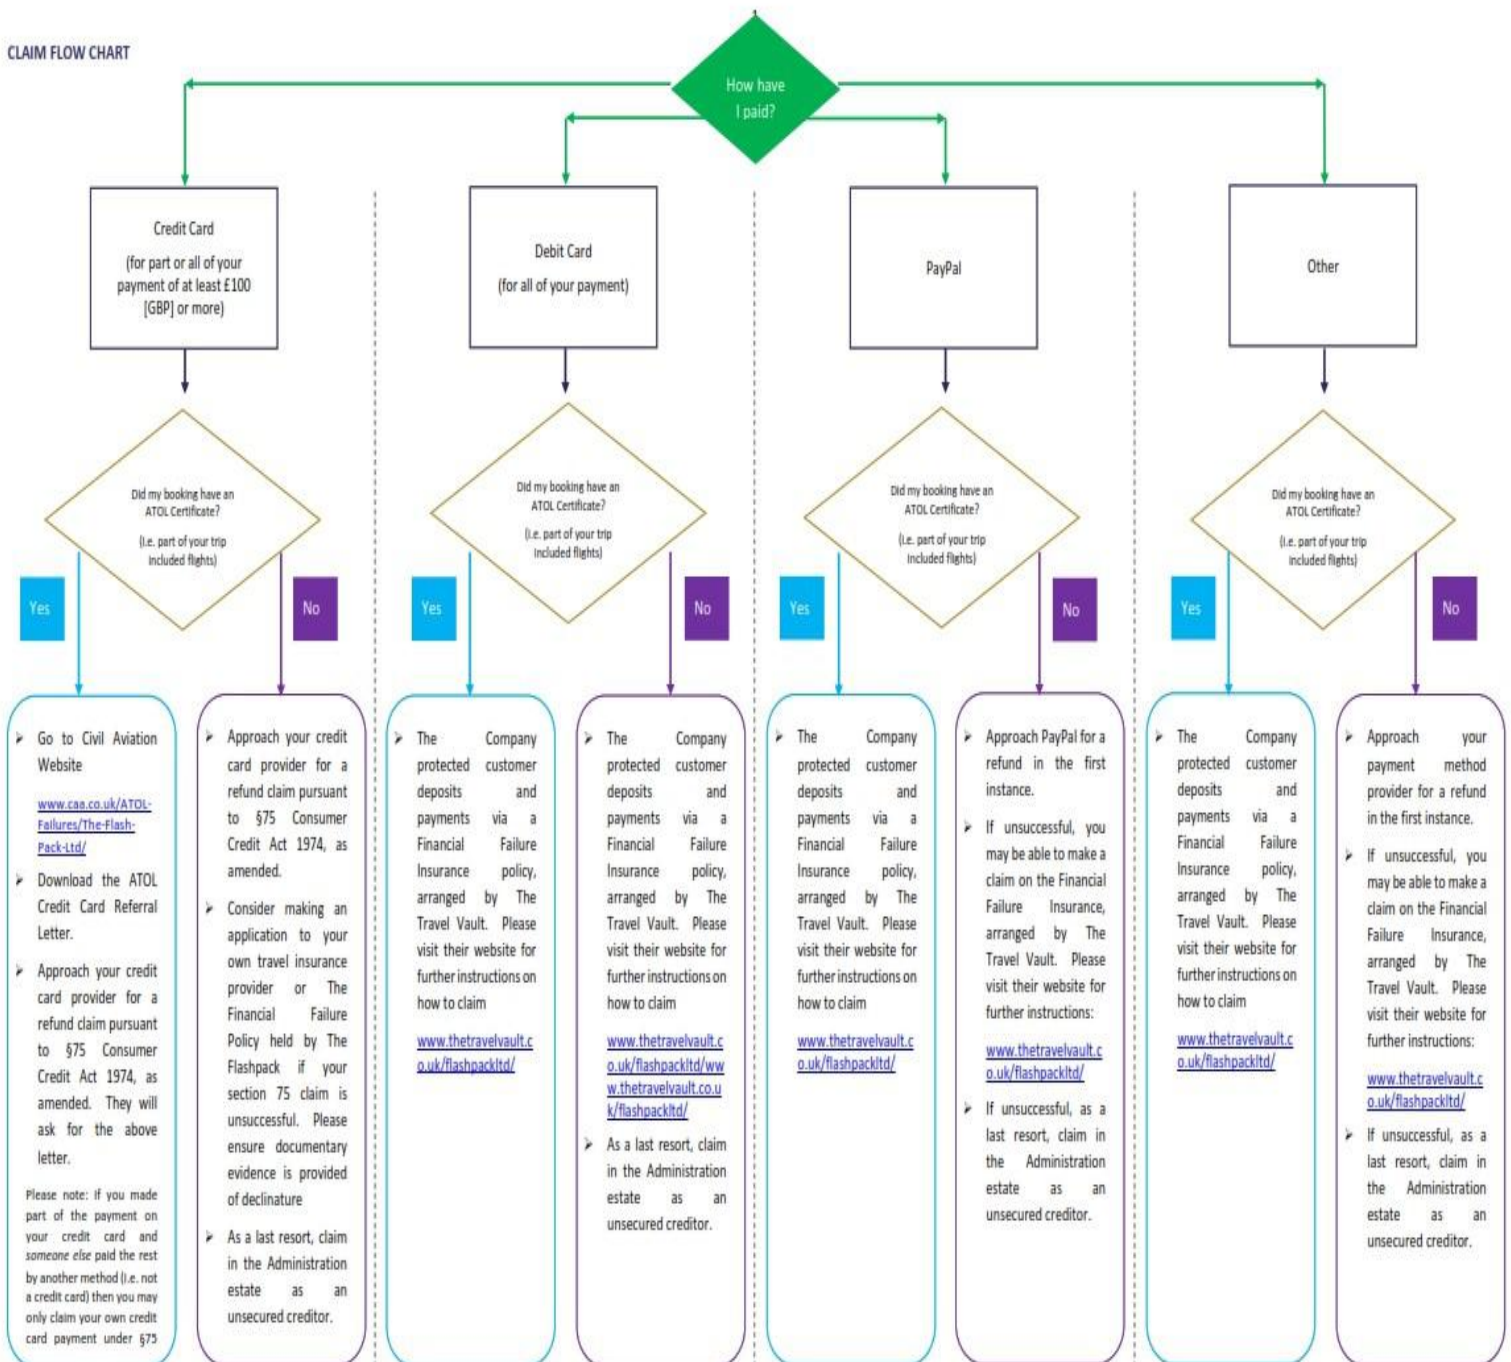 CLAIM FLOW CHART
How have
I paid?
Credit Card
(for part or all of your
payment of at least £100
[GBP] or more)
Debit Card
(for all of your payment)
PayPal
Other
Did my booking have an
ATOL Certificate?
(i.e. part of your trip
included flights)
Did my booking have an
ATOL Certificate?
(i.e. part of your trip
included flights)
Did my booking have an
ATOL Certificate?
(i.e. part of your trip
included flights)
Did my booking have an
ATOL Certificate?
(i.e. part of your trip
included flights)
Yes
No
Yes
No
Yes
No
Yes
No
Go to Civil Aviation
Website
www.caa.co.uk/ATOL-
Failures/The-Flash-
Pack-Ltd/
Download the ATOL
Credit Card Referral
Letter.
Approach your credit
card provider for a
refund claim pursuant
to §75 Consumer
Credit Act 1974, as
amended. They will
ask for the above
letter.
Please note: If you made
part of the payment on
your credit card and
someone else paid the rest
by another method (i.e. not
a credit card) then you may
only claim your own credit
card payment under §75
Approach your credit
card provider for a
refund claim pursuant
to §75 Consumer
Credit Act 1974, as
amended.
Consider making an
application to your
own travel insurance
provider or The
Financial Failure
Policy held by The
Flashpack if your
section 75 claim is
unsuccessful. Please
ensure documentary
evidence is provided
of declinature
As a last resort, claim
in the Administration
estate as an
unsecured creditor.
The Company
protected customer
deposits and
payments via a
Financial Failure
Insurance policy,
arranged by The
Travel Vault. Please
visit their website for
further instructions on
how to claim
www.thetravelvault.c
o.uk/flashpackltd/
The Company
protected customer
deposits and
payments via a
Financial Failure
Insurance policy,
arranged by The
Travel Vault. Please
visit their website for
further instructions on
how to claim
www.thetravelvault.c
o.uk/flashpackltd/ww
w.thetravelvault.co.u
k/flashpackltd/
As a last resort, claim
in the Administration
estate as an
unsecured creditor.
The Company
protected customer
deposits and
payments via a
Financial Failure
Insurance policy,
arranged by The
Travel Vault. Please
visit their website for
further instructions on
how to claim
www.thetravelvault.c
o.uk/flashpackltd/
Approach PayPal for a
refund in the first
instance.
If unsuccessful, you
may be able to make a
claim on the Financial
Failure Insurance,
arranged by The
Travel Vault. Please
visit their website for
further instructions:
www.thetravelvault.c
o.uk/flashpackltd/
If unsuccessful, as a
last resort, claim in
the Administration
estate as an
unsecured creditor.
The Company
protected customer
deposits and
payments via a
Financial Failure
Insurance policy,
arranged by The
Travel Vault. Please
visit their website for
further instructions on
how to claim
www.thetravelvault.c
o.uk/flashpackltd/
Approach your
payment method
provider for a refund
in the first instance.
If unsuccessful, you
may be able to make a
claim on the Financial
Failure Insurance,
arranged by The
Travel Vault. Please
visit their website for
further instructions:
www.thetravelvault.c
o.uk/flashpackltd/
If unsuccessful, as a
last resort, claim in
the Administration
estate as an
unsecured creditor.